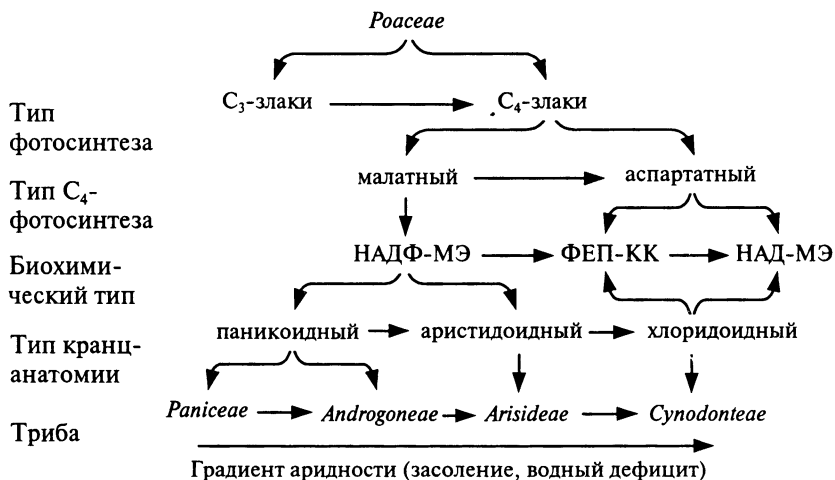 Poaceae
C₃-злаки C₄-злаки
Тип
фотосинтеза
малатный аспартатный
Тип C₄-
фотосинтеза
НАДФ-МЭ ФЕП-КК НАД-МЭ
Биохими-
ческий тип
паникоидный аристидоидный хлоридоидный
Тип кранц-
анатомии
Paniceae Androgoneae Arisideae Cynodonteae
Триба
Градиент аридности (засоление, водный дефицит)